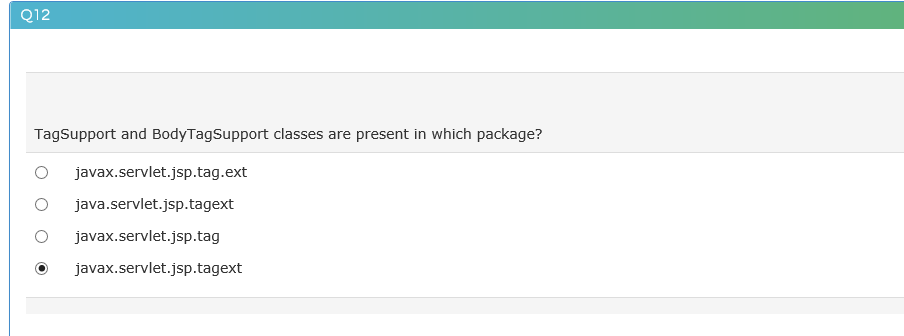 Q12
TagSupport and BodyTagSupport classes are present in which package?
javax.servlet.jsp.tag.ext
java.servlet.jsp.tagext
javax.servlet.jsp.tag
javax.servlet.jsp.tagext